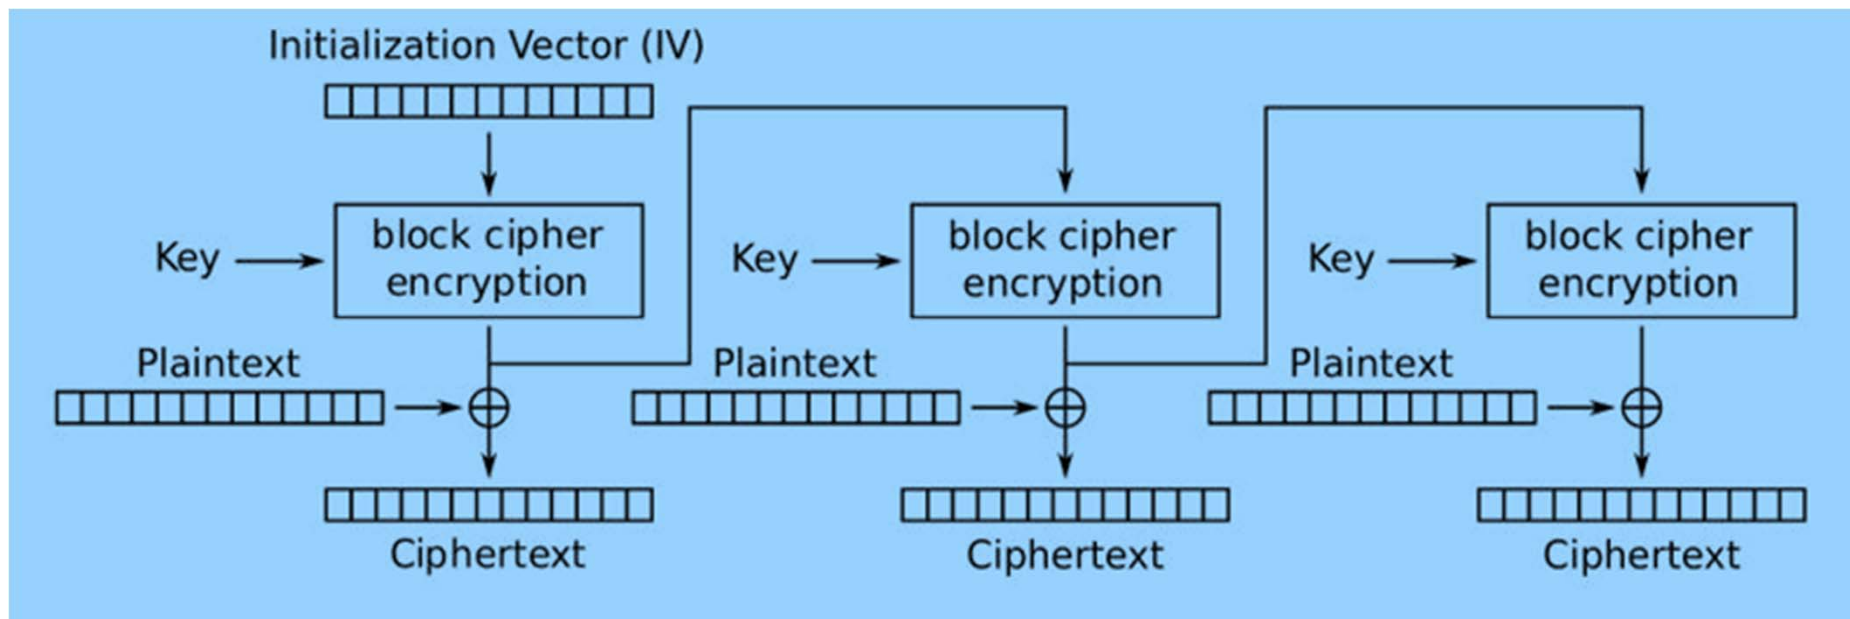 Initialization Vector (IV)
block cipher
encryption
Key
Plaintext
Ciphertext
block cipher
encryption
Key
Plaintext
Ciphertext
block cipher
encryption
Key
Plaintext
Ciphertext